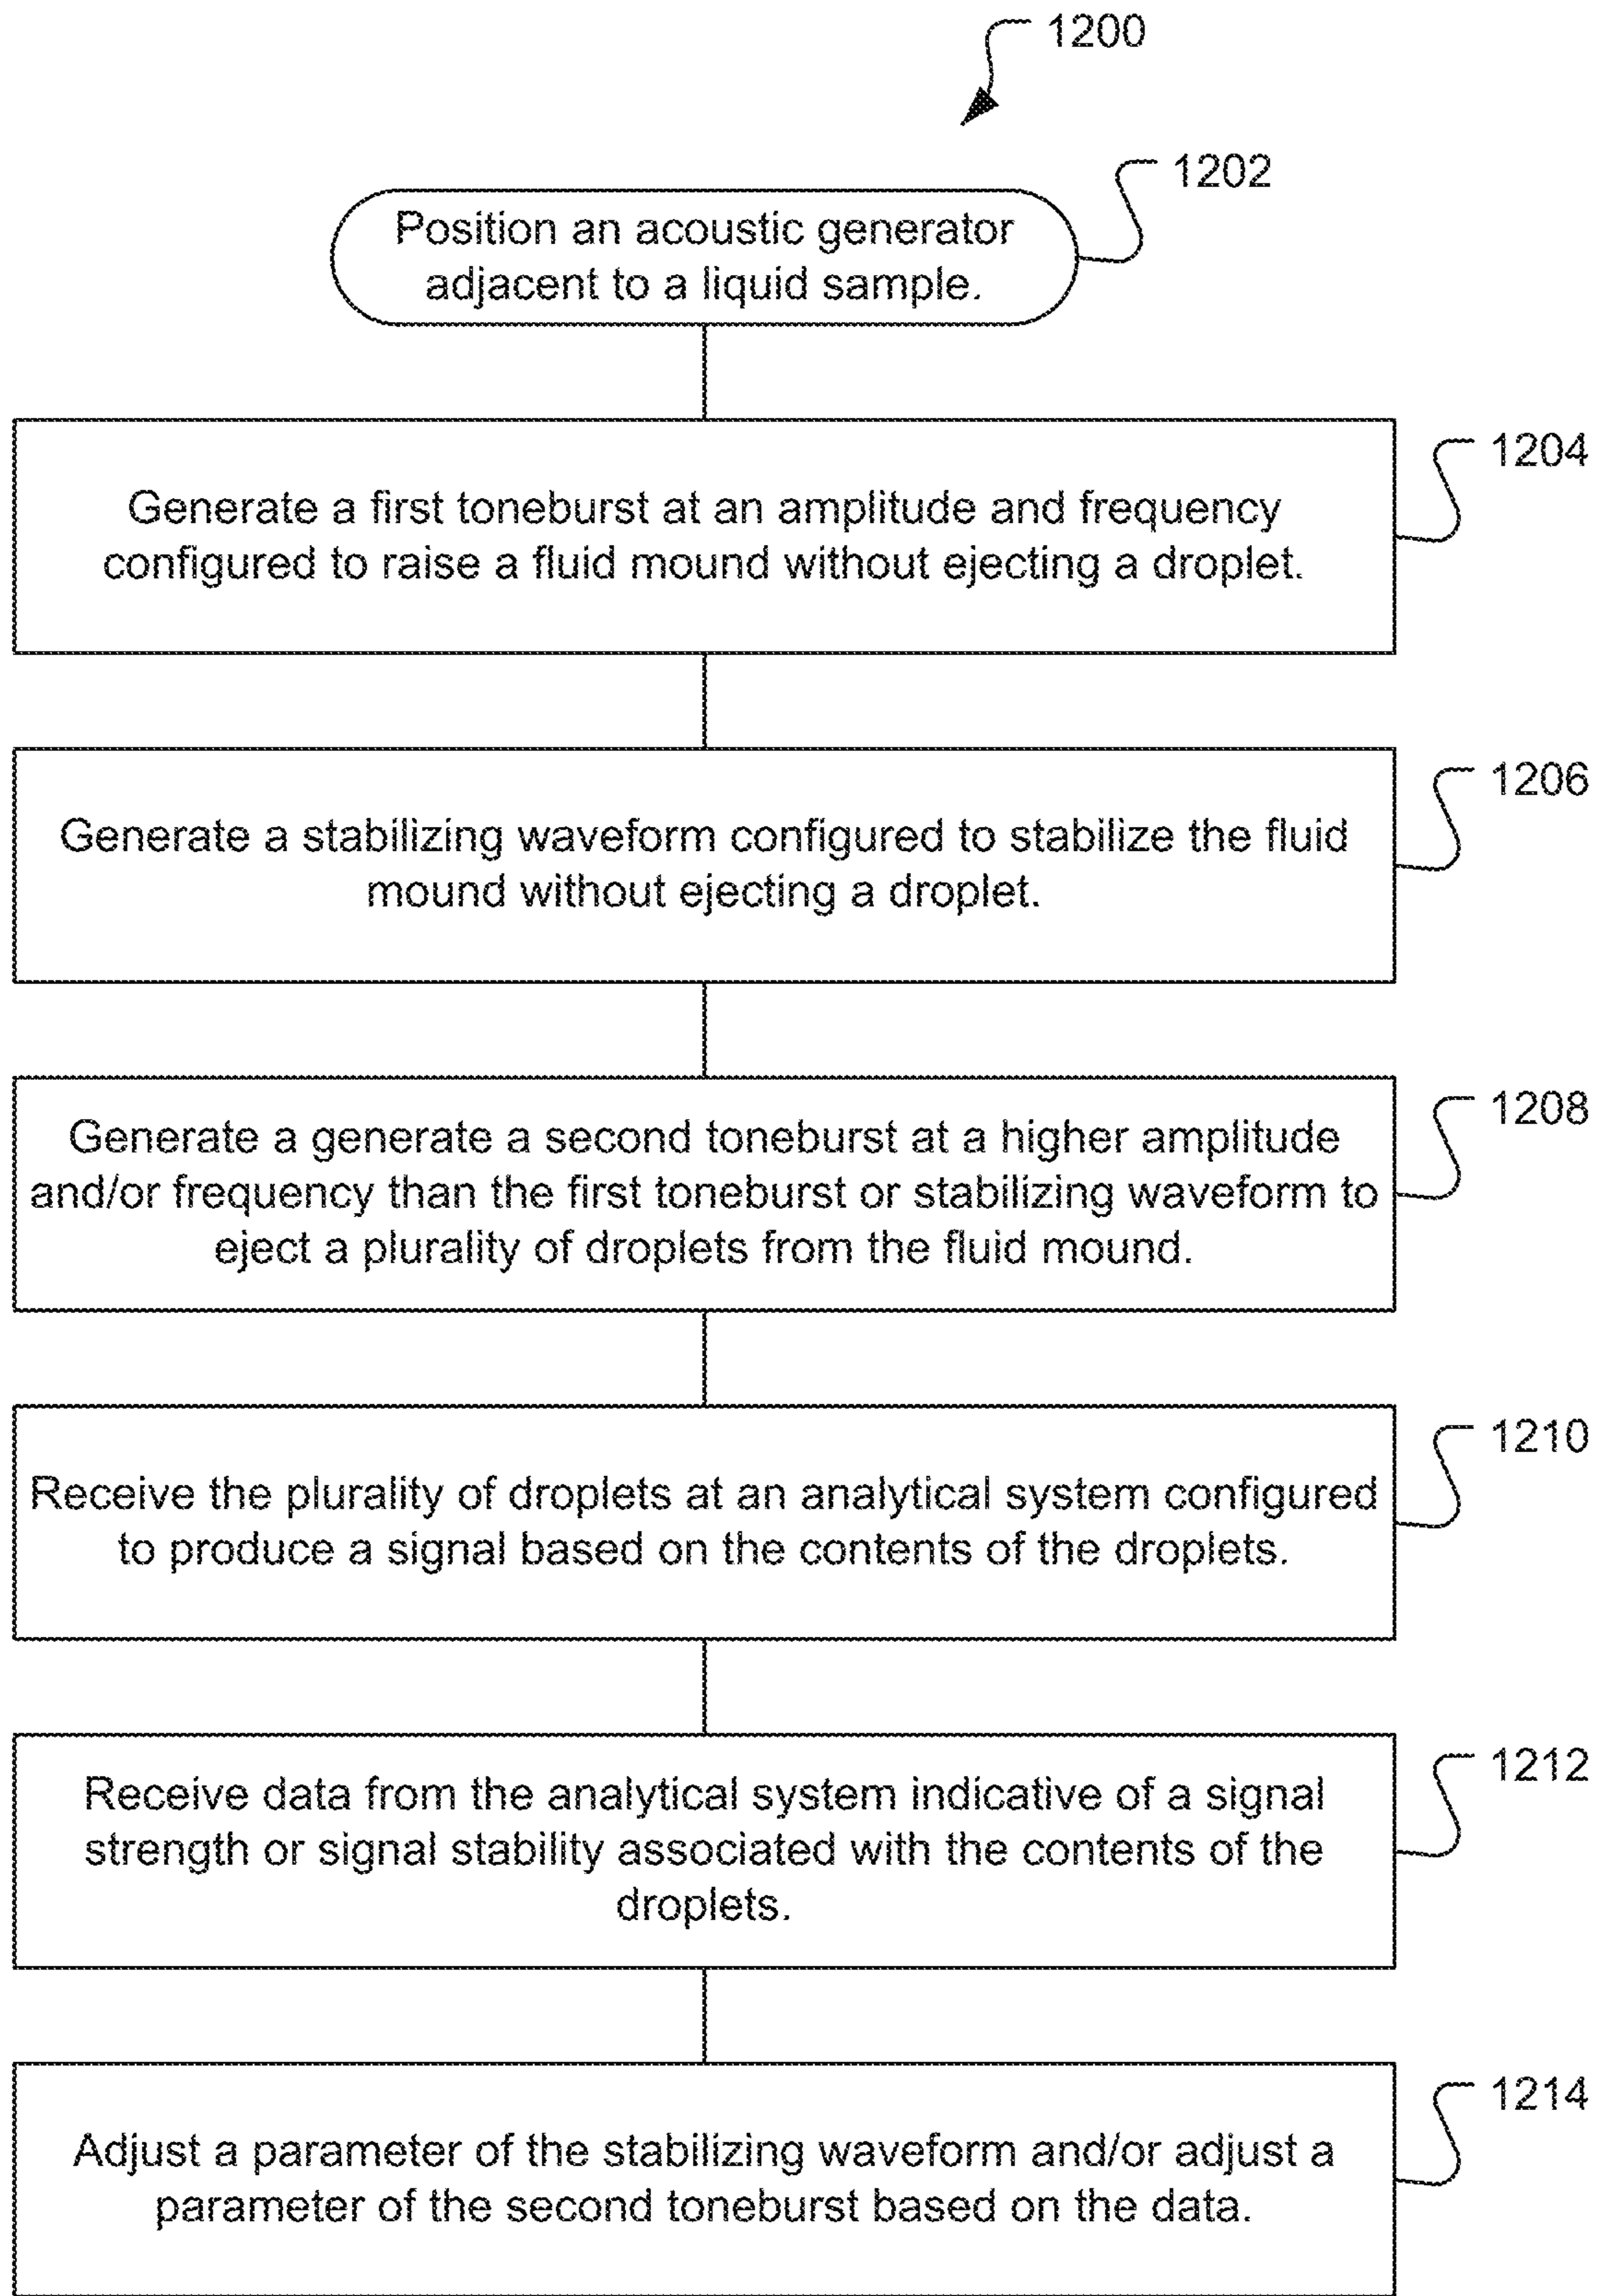 1200
1202
Position an acoustic generator
adjacent to a liquid sample.
1204
Generate a first toneburst at an amplitude and frequency
configured to raise a fluid mound without ejecting a droplet.
1206
Generate a stabilizing waveform configured to stabilize the fluid
mound without ejecting a droplet.
1208
Generate a generate a second toneburst at a higher amplitude
and/or frequency than the first toneburst or stabilizing waveform to
eject a plurality of droplets from the fluid mound.
1210
Receive the plurality of droplets at an analytical system configured
to produce a signal based on the contents of the droplets.
1212
Receive data from the analytical system indicative of a signal
strength or signal stability associated with the contents of the
droplets.
1214
Adjust a parameter of the stabilizing waveform and/or adjust a
parameter of the second toneburst based on the data.